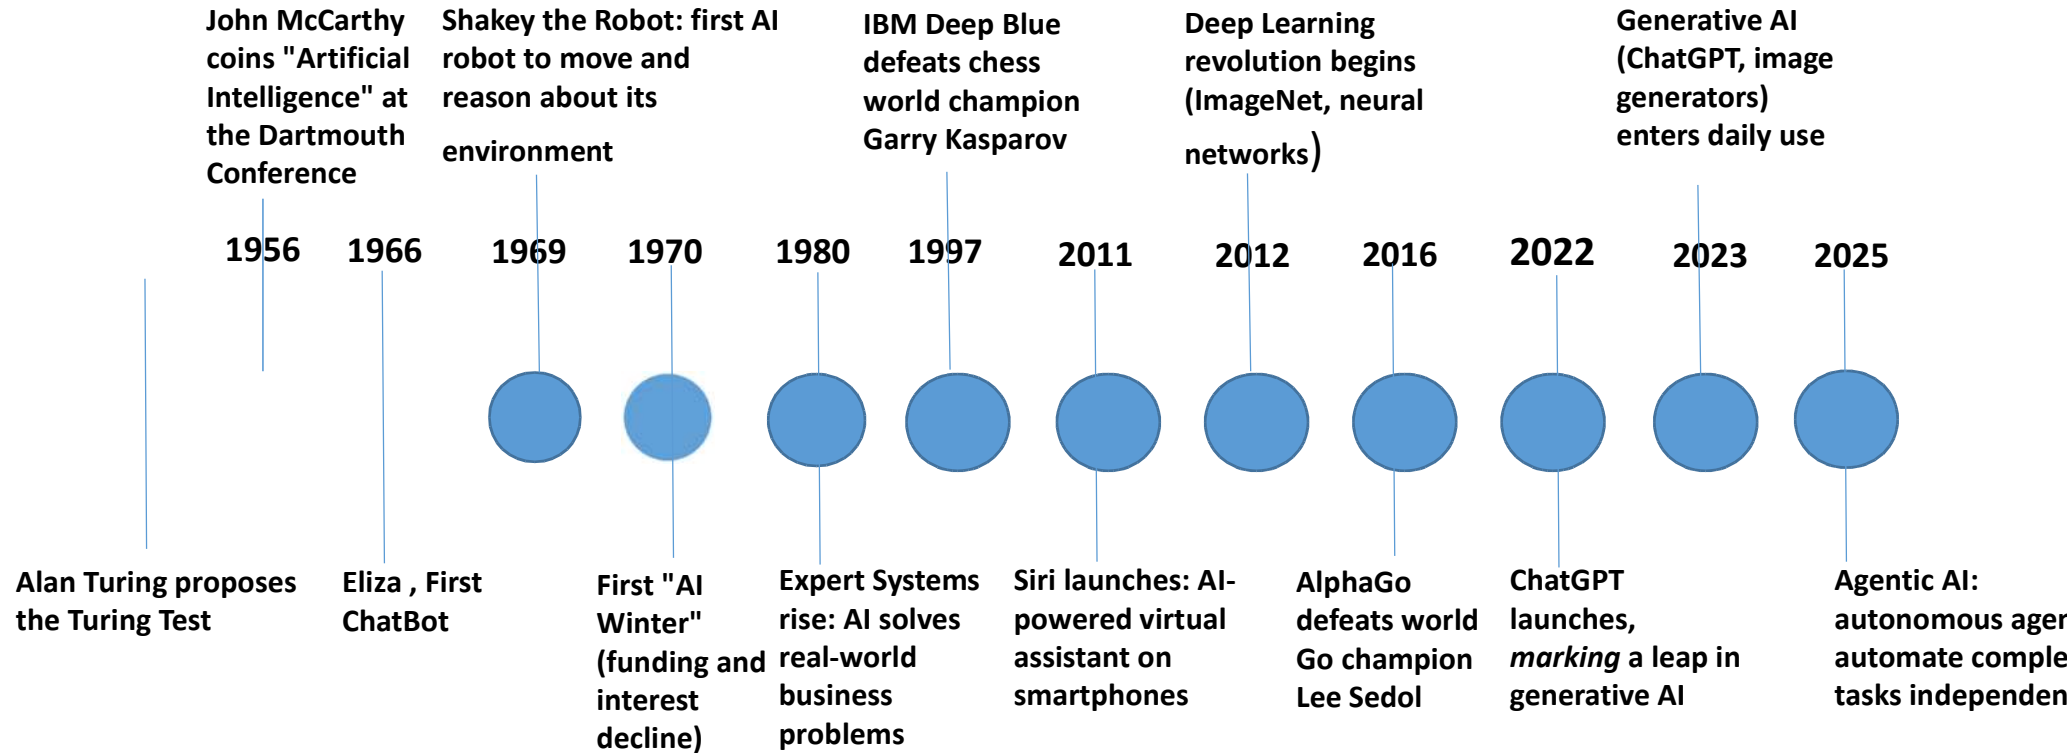 John McCarthy
coins "Artificial
Intelligence" at
the Dartmouth
Conference
Shakey the Robot: first AI
robot to move and
reason about its
environment
IBM Deep Blue
defeats chess
world champion
Garry Kasparov
Deep Learning
revolution begins
(ImageNet, neural
networks)
Generative AI
(ChatGPT, image
generators)
enters daily use
1956 1966 1969 1970 1980 1997 2011 2012 2016 2022 2023 2025
Alan Turing proposes
the Turing Test
Eliza , First
ChatBot
First "AI
Winter"
(funding and
interest
decline)
Expert Systems
rise: AI solves
real-world
business
problems
Siri launches: AI-
powered virtual
assistant on
smartphones
AlphaGo
defeats world
Go champion
Lee Sedol
ChatGPT
launches,
marking a leap in
generative AI
Agentic AI:
autonomous
automate
tasks